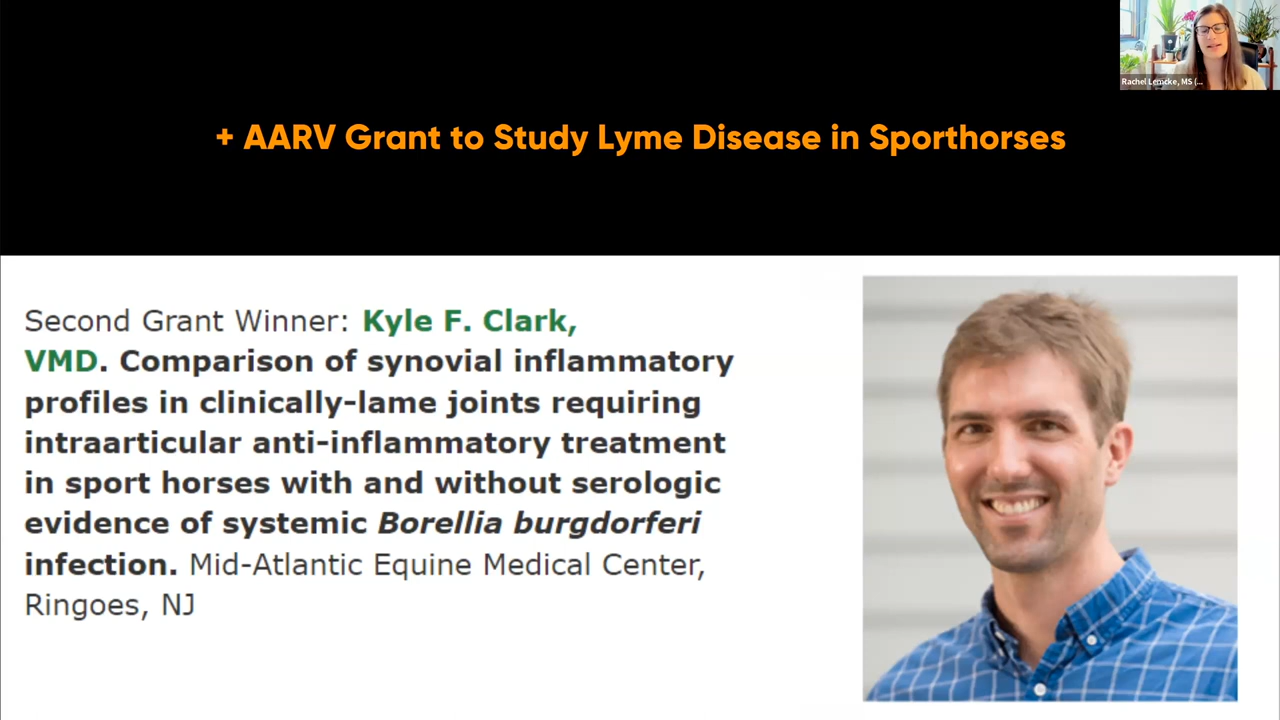 Rachel Lemcke, MS (...
+ AARV Grant to Study Lyme Disease in Sporthorses
Second Grant Winner: Kyle F. Clark,
VMD. Comparison of synovial inflammatory
profiles in clinically-lame joints requiring
intraarticular anti-inflammatory treatment
in sport horses with and without serologic
evidence of systemic Borellia burgdorferi
infection. Mid-Atlantic Equine Medical Center,
Ringoes, NJ